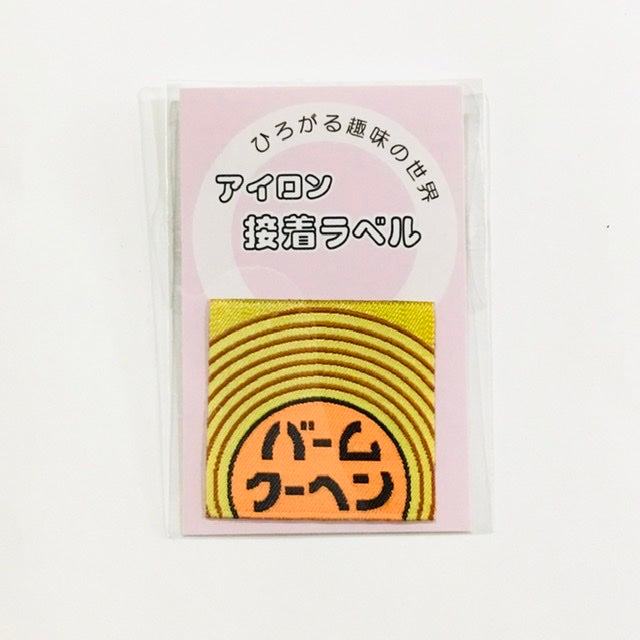 ひろがる趣味の世界
アイロン
接着ラベル
バーム
クーヘン